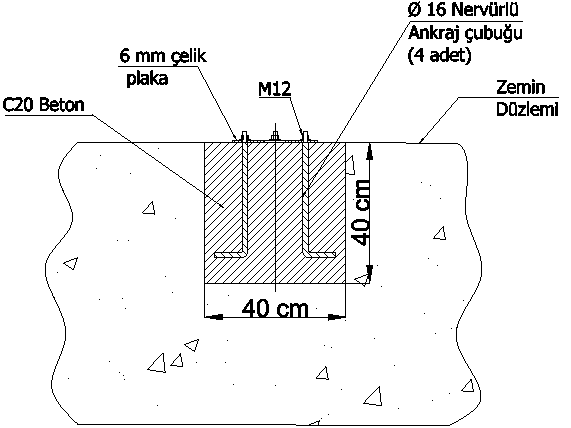 Ø 16 Nervürlü
Ankraj çubuğu
(4 adet)
6 mm çelik
plaka
M12
Zemin
Düzlemi
C20 Beton
40 cm
40 cm